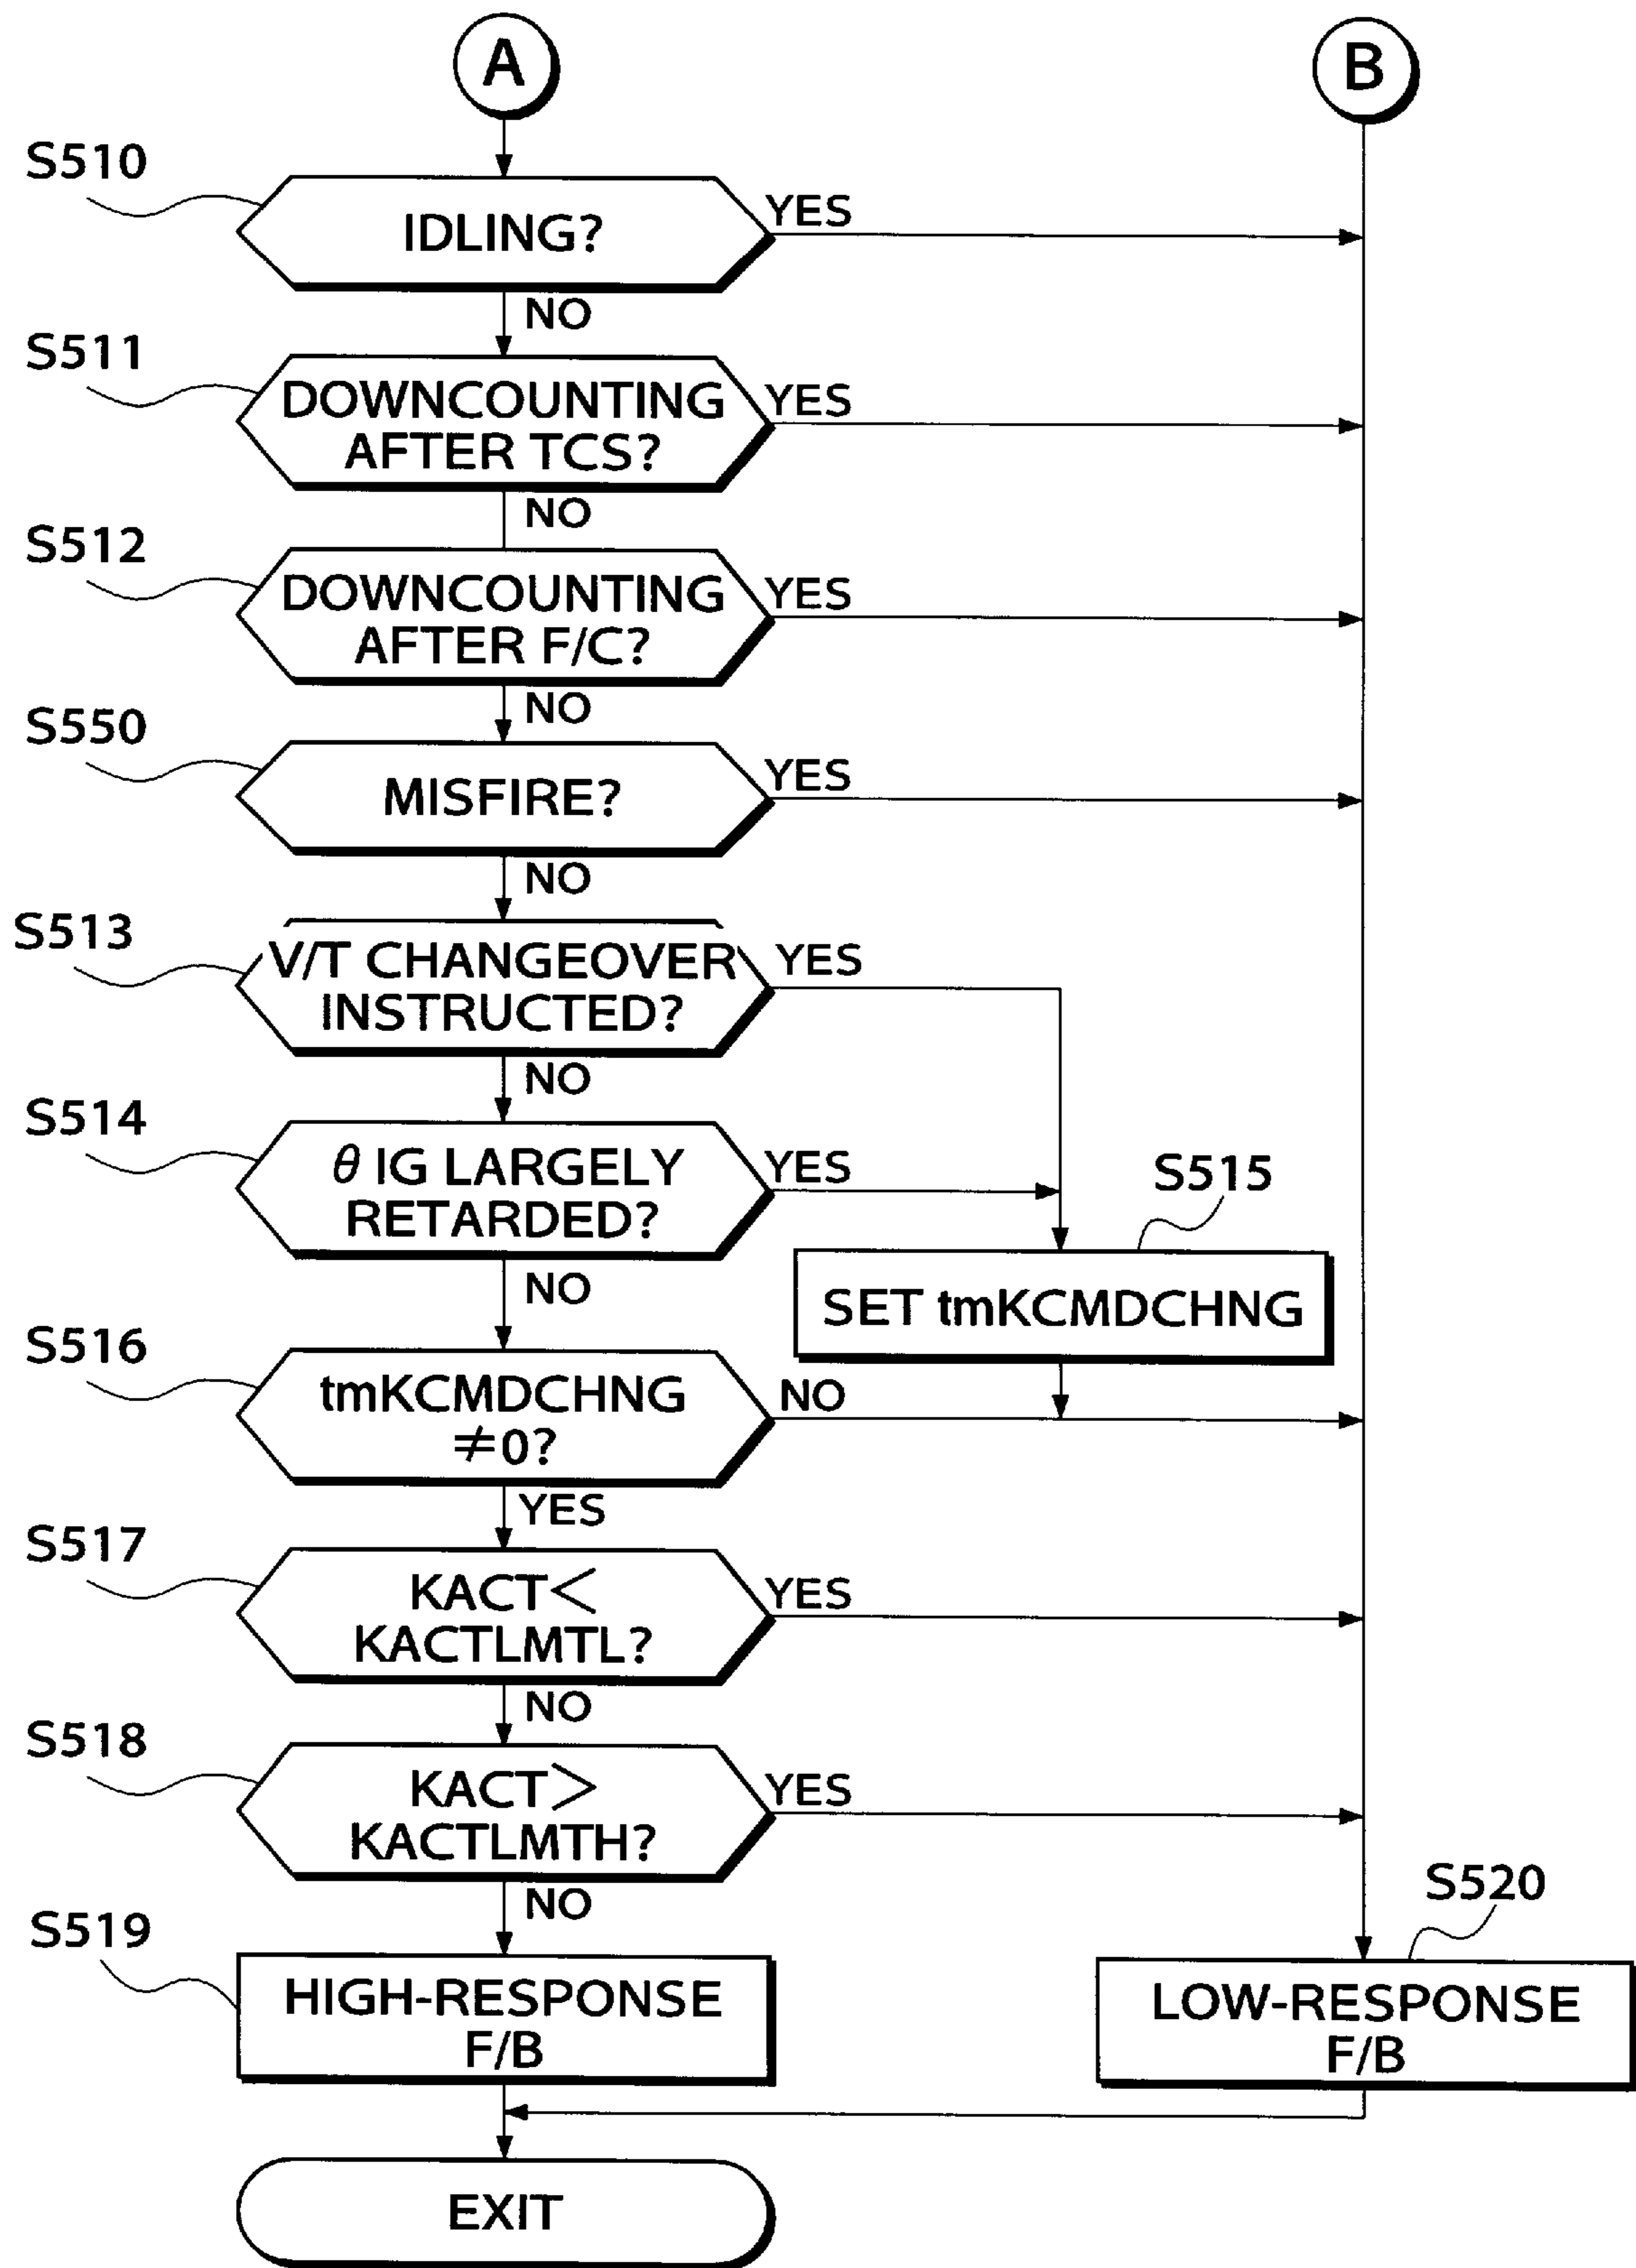 A
B
S510
IDLING?
YES
NO
S511
DOWNCOUNTING
AFTER TCS?
YES
NO
S512
DOWNCOUNTING
AFTER F/C?
YES
NO
S550
MISFIRE?
YES
NO
S513
V/T CHANGEOVER
INSTRUCTED?
YES
NO
S514
θ IG LARGELY
RETARDED?
YES
NO
S515
SET tmKCMDCHNG
S516
tmKCMDCHNG
≠0?
NO
YES
S517
KACT<
KACTLMTL?
YES
NO
S518
KACT>
KACTLMTH?
YES
NO
S519
HIGH-RESPONSE
F/B
S520
LOW-RESPONSE
F/B
EXIT